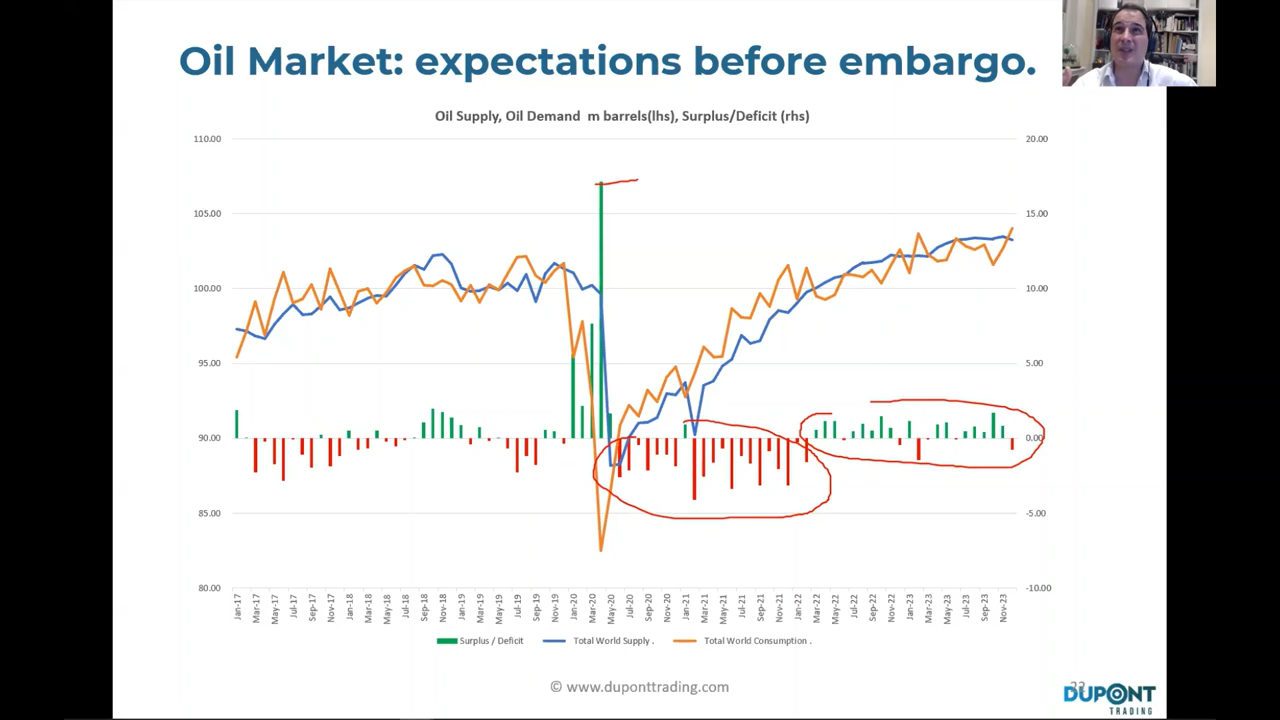 Oil Market: expectations before embargo.
Oil Supply, Oil Demand m barrels(lhs), Surplus/Deficit (rhs)
110.00
105.00
100.00
95.00
90.00
85.00
80.00
20.00
15.00
10.00
5.00
0.00
-5.00
-10.00
Jan-17 Mar-17 May-17 Jul-17 Sep-17 Nov-17 Jan-18 Mar-18 May-18 Jul-18 Sep-18 Nov-18 Jan-19 Mar-19 May-19 Jul-19 Sep-19 Nov-19 Jan-20 Mar-20 May-20 Jul-20 Sep-20 Nov-20 Jan-21 Mar-21 May-21 Jul-21 Sep-21 Nov-21 Jan-22 Mar-22 May-22 Jul-22 Sep-22 Nov-22 Jan-23 Mar-23 May-23 Jul-23 Sep-23 Nov-23
Surplus / Deficit Total World Supply . Total World Consumption .
© www.duponttrading.com
DUPONT
TRADING